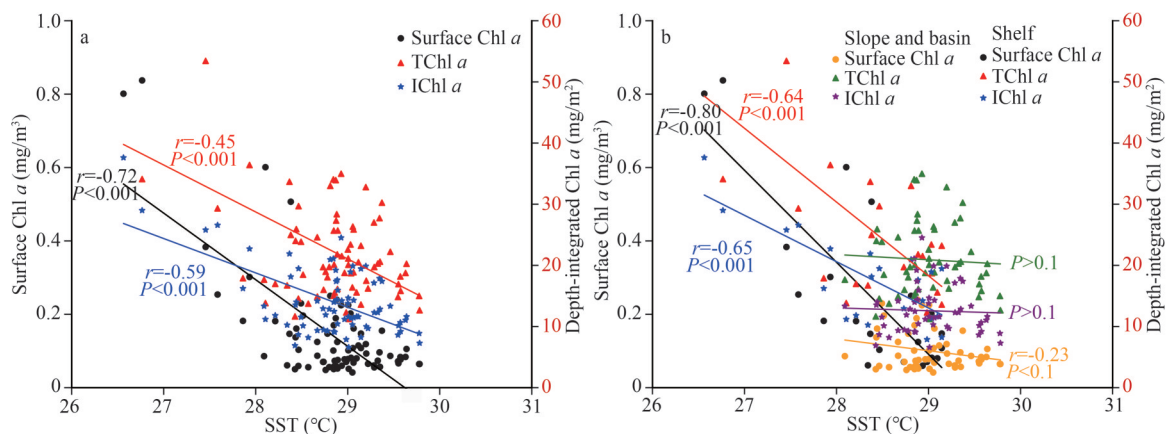 a
Surface Chl a
TChl a
IChl a
Surface Chl a (mg/m³)
1.0
0.8
0.6
0.4
0.2
0
Depth-integrated Chl a (mg/m²)
60
50
40
30
20
10
0
r=-0.45
P<0.001
r=-0.72
P<0.001
r=-0.59
P<0.001
26 27 28 29 30 31
SST (℃)
b
Slope and basin
Surface Chl a
TChl a
IChl a
Shelf
Surface Chl a
TChl a
IChl a
Surface Chl a (mg/m³)
1.0
0.8
0.6
0.4
0.2
0
Depth-integrated Chl a (mg/m²)
60
50
40
30
20
10
0
r=-0.64
P<0.001
r=-0.80
P<0.001
r=-0.65
P<0.001
P>0.1
P>0.1
r=-0.23
P<0.1
26 27 28 29 30 31
SST (℃)